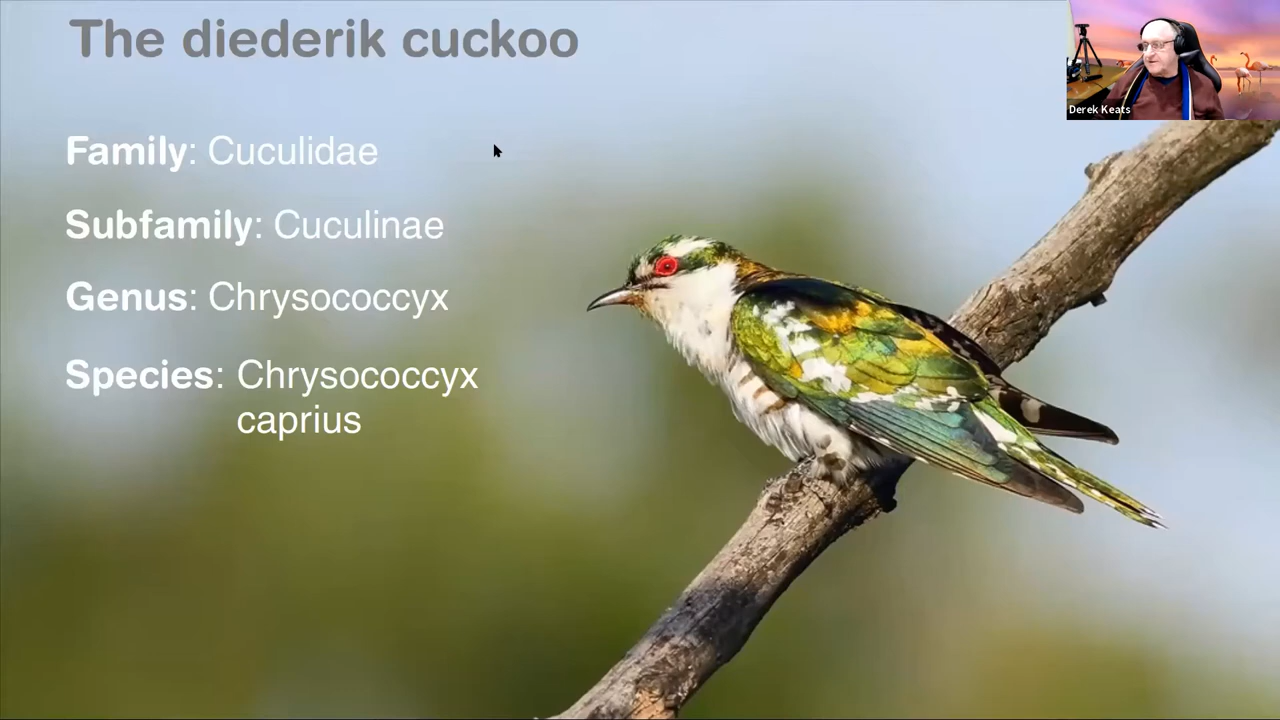 The diederik cuckoo
Derek Keats
Family: Cuculidae
Subfamily: Cuculinae
Genus: Chrysococcyx
Species: Chrysococcyx
caprius